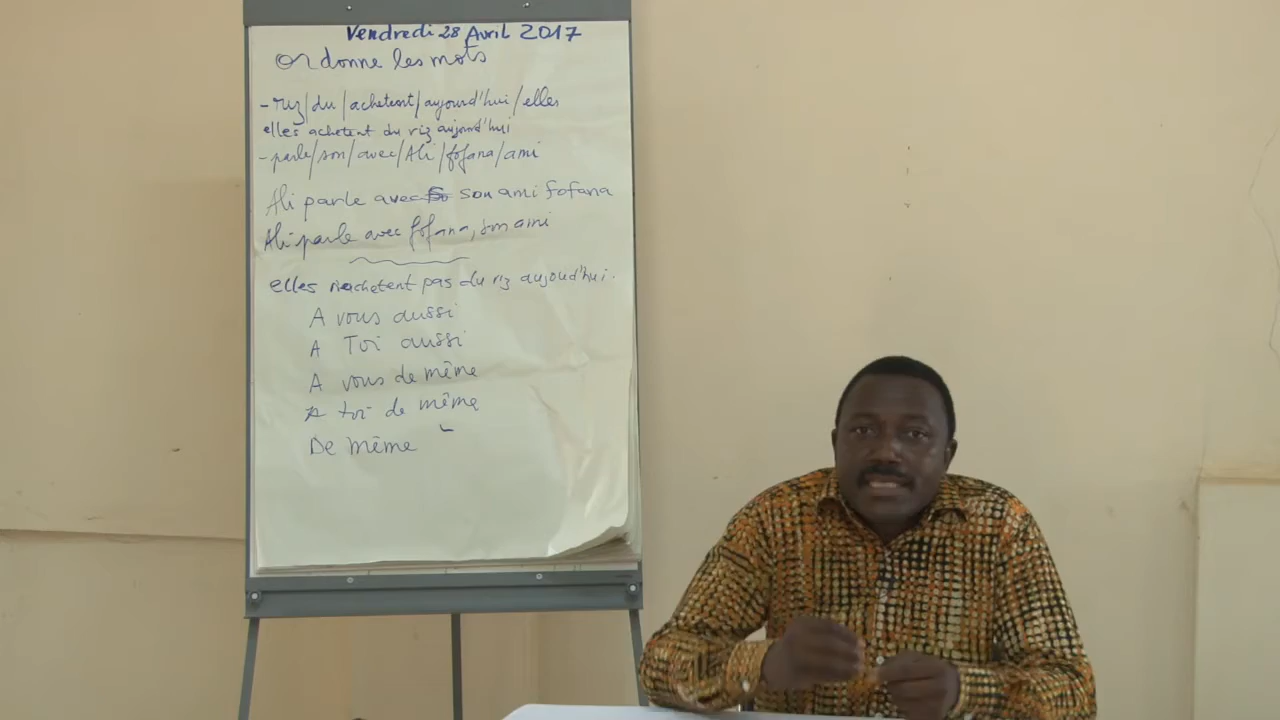 Vendredi 28 Avril 2017
Ordonne les mots
- riz/du/achetent/aujourd'hui/elles
elles achetent du riz aujourd'hui
- parle/son/avec/Ali/fofana/ami
Ali parle avec son ami fofana
Ali parle avec fofana, son ami
elles n'achetent pas du riz aujourd'hui.
A vous aussi
A Toi aussi
A vous de même
A toi de même
De même